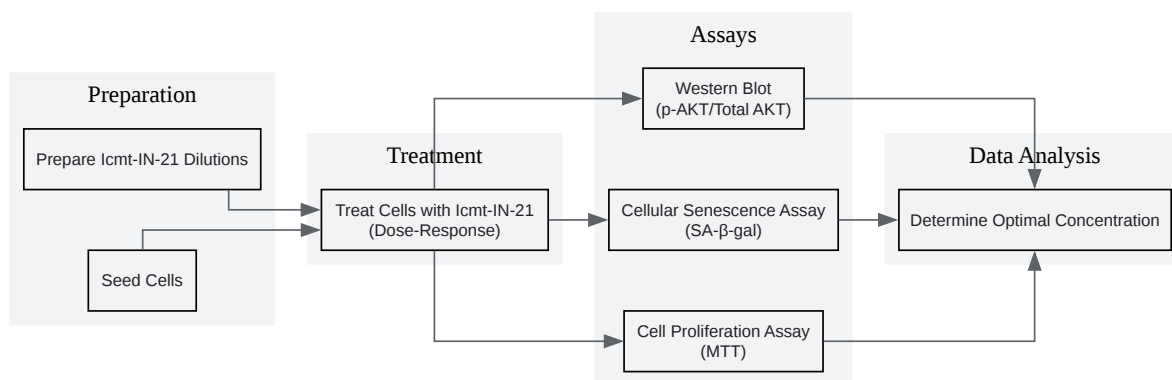 Preparation
Prepare Icmt-IN-21 Dilutions
Seed Cells
Treatment
Treat Cells with Icmt-IN-21
(Dose-Response)
Assays
Western Blot
(p-AKT/Total AKT)
Cellular Senescence Assay
(SA-β-gal)
Cell Proliferation Assay
(MTT)
Data Analysis
Determine Optimal Concentration